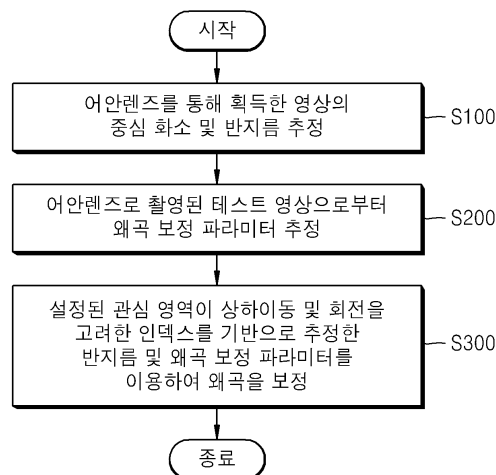 시작
어안렌즈를 통해 획득한 영상의
중심 화소 및 반지름 추정
S100
어안렌즈로 촬영된 테스트 영상으로부터
왜곡 보정 파라미터 추정
S200
설정된 관심 영역이 상하이동 및 회전을
고려한 인덱스를 기반으로 추정한
반지름 및 왜곡 보정 파라미터를
이용하여 왜곡을 보정
S300
종료